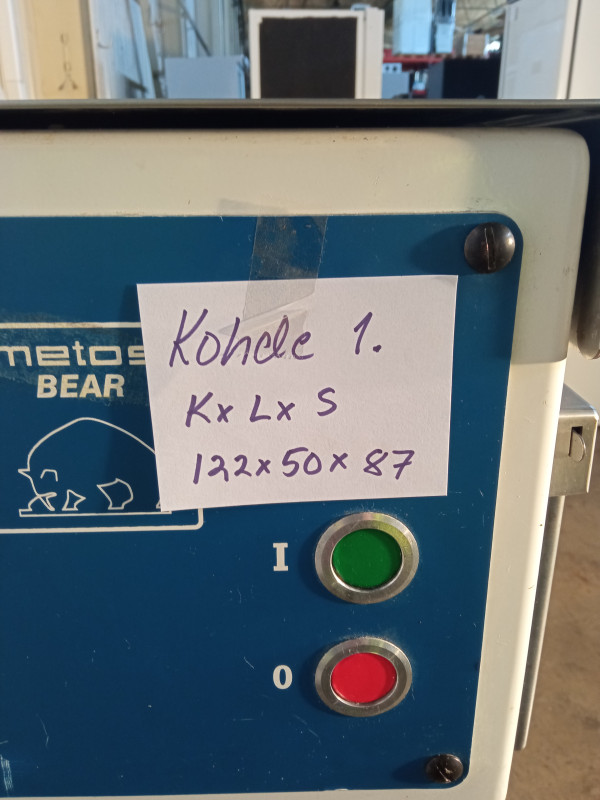 metos
BEAR
Kohde 1.
K x L x S
122 x 50 x 87
I
0